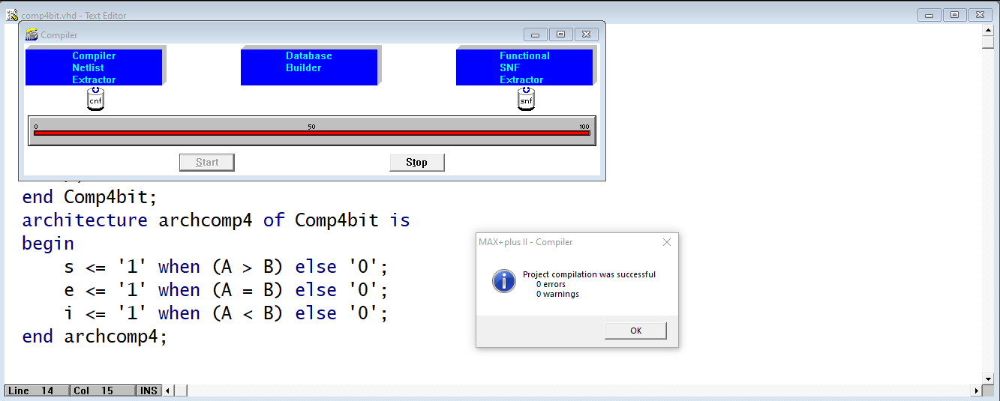 comp4bit.vhd - Text Editor
Compiler
Compiler
Netlist
Extractor
Database
Builder
Functional
SNF
Extractor
cnf
snf
0 50 100
Start
Stop
end Comp4bit;
architecture archcomp4 of Comp4bit is
begin
s <= '1' when (A > B) else '0';
e <= '1' when (A = B) else '0';
i <= '1' when (A < B) else '0';
end archcomp4;
MAX+plus II - Compiler
Project compilation was successful
0 errors
0 warnings
OK
Line 14 Col 15 INS